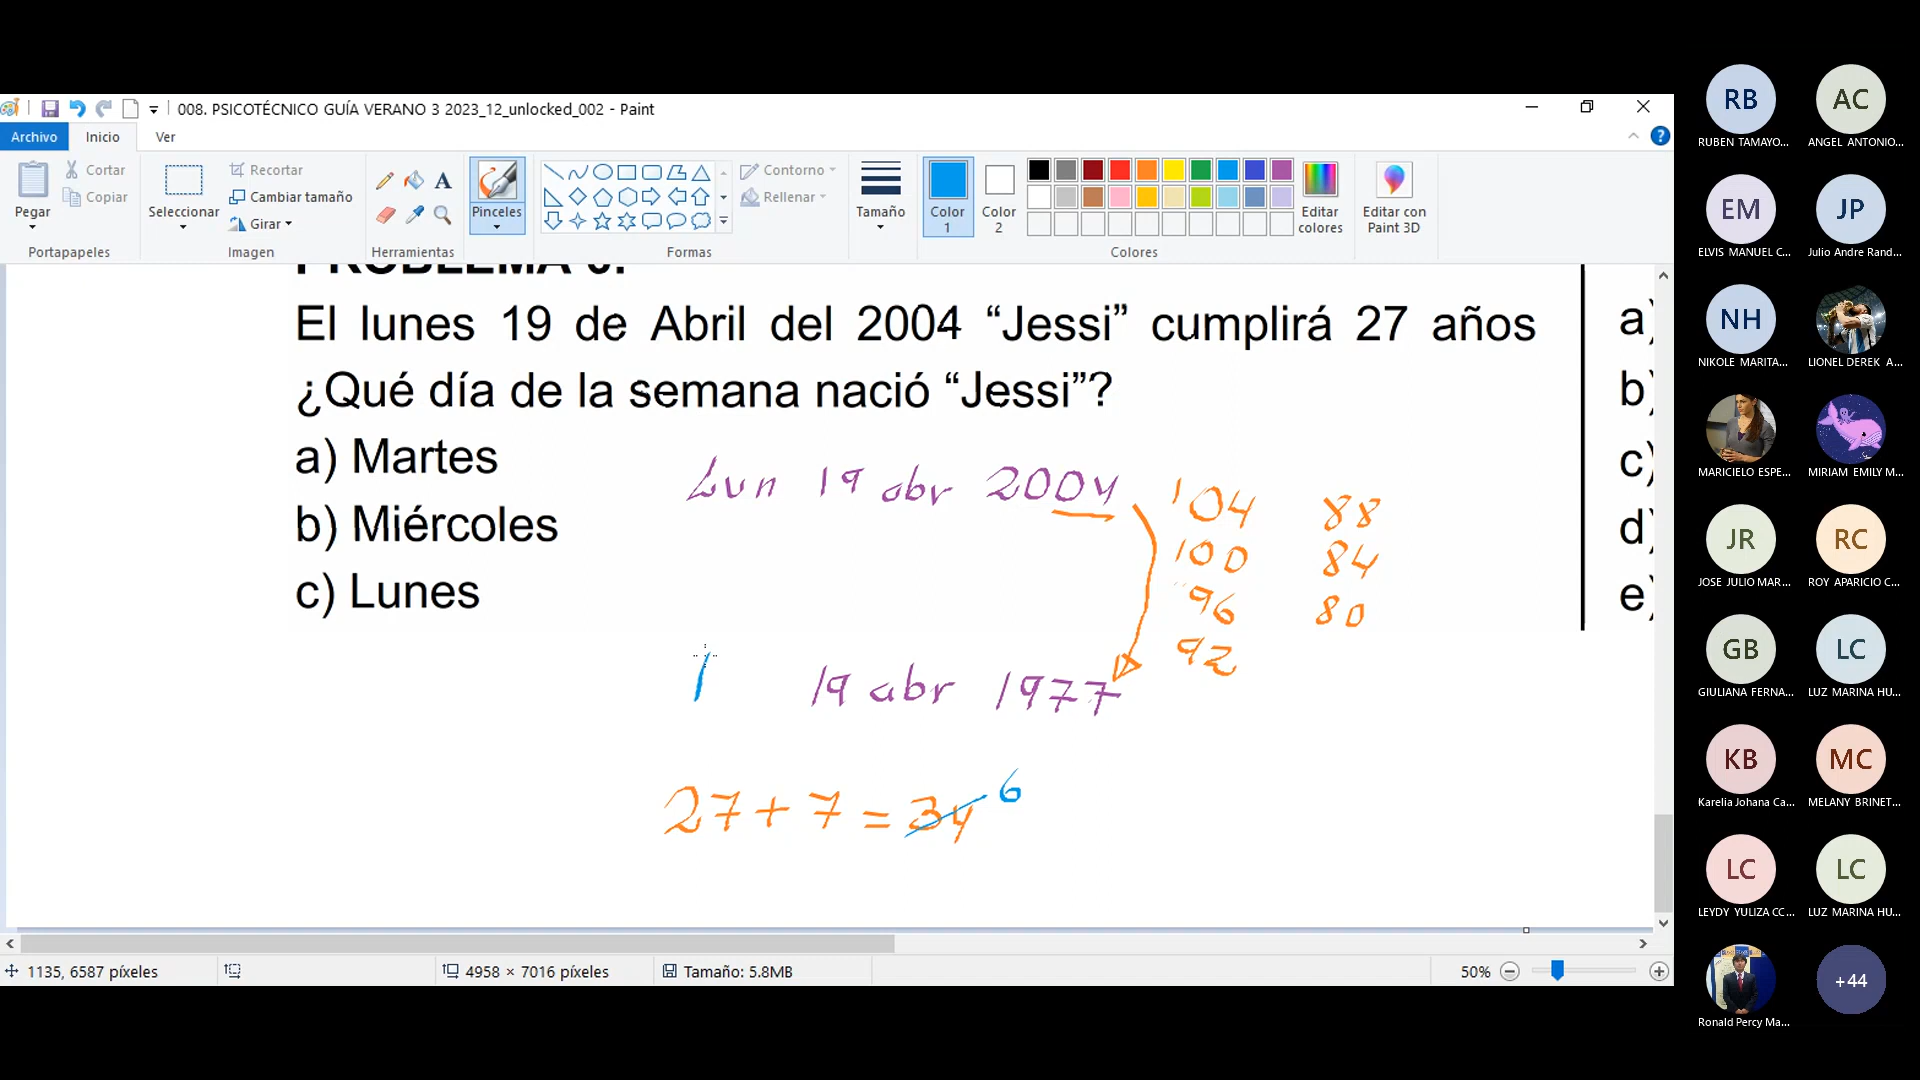 008. PSICOTÉCNICO GUÍA VERANO 3 2023_12_unlocked_002 - Paint
Archivo Inicio Ver
Pegar
Cortar
Copiar
Portapapeles
Seleccionar
Recortar
Cambiar tamaño
Girar
Imagen
Herramientas
Pinceles
Contorno
Rellenar
Formas
Tamaño
Color 1
Color 2
Editar colores
Editar con Paint 3D
Colores
El lunes 19 de Abril del 2004 “Jessi” cumplirá 27 años
¿Qué día de la semana nació “Jessi”?
a) Martes
b) Miércoles
c) Lunes
a)
b)
c)
d)
e)
Lun 19 abr 2004
104 88
100 84
96 80
92
19 abr 1977
27 + 7 = 34 6
1135, 6587 píxeles
4958 × 7016 píxeles
Tamaño: 5.8MB
50%
RB AC
RUBEN TAMAYO... ANGEL ANTONIO...
EM JP
ELVIS MANUEL C... Julio Andre Rand...
NH
NIKOLE MARITA... LIONEL DEREK A...
MARICIELO ESPE... MIRIAM EMILY M...
JR RC
JOSE JULIO MAR... ROY APARICIO C...
GB LC
GIULIANA FERNA... LUZ MARINA HU...
KB MC
Karelia Johana Ca... MELANY BRINET...
LC LC
LEYDY YULIZA CC... LUZ MARINA HU...
+44
Ronald Percy Ma...